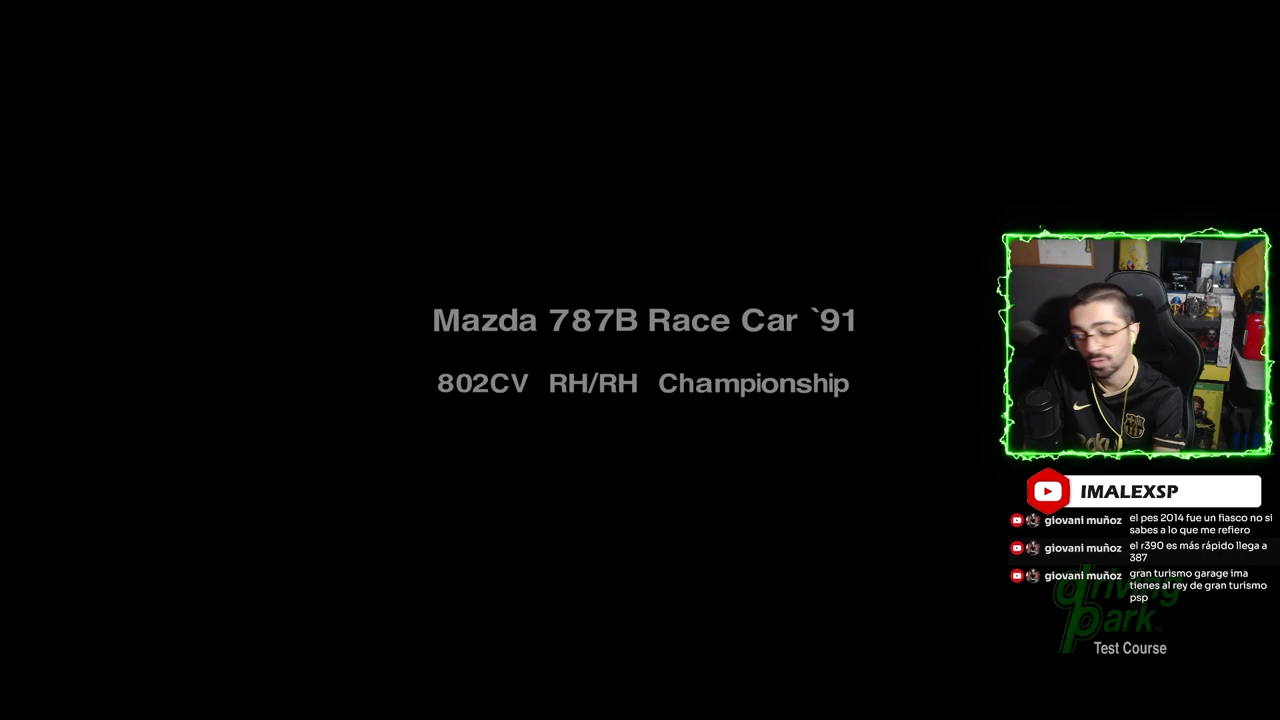 Mazda 787B Race Car `91
802CV RH/RH Championship
IMALEXSP
giovani muñoz el pes 2014 fue un fiasco no si
sabes a lo que me refiero
giovani muñoz el r390 es más rápido llega a
387
giovani muñoz gran turismo garage ima
tienes al rey de gran turismo
psp
driving
park
Test Course